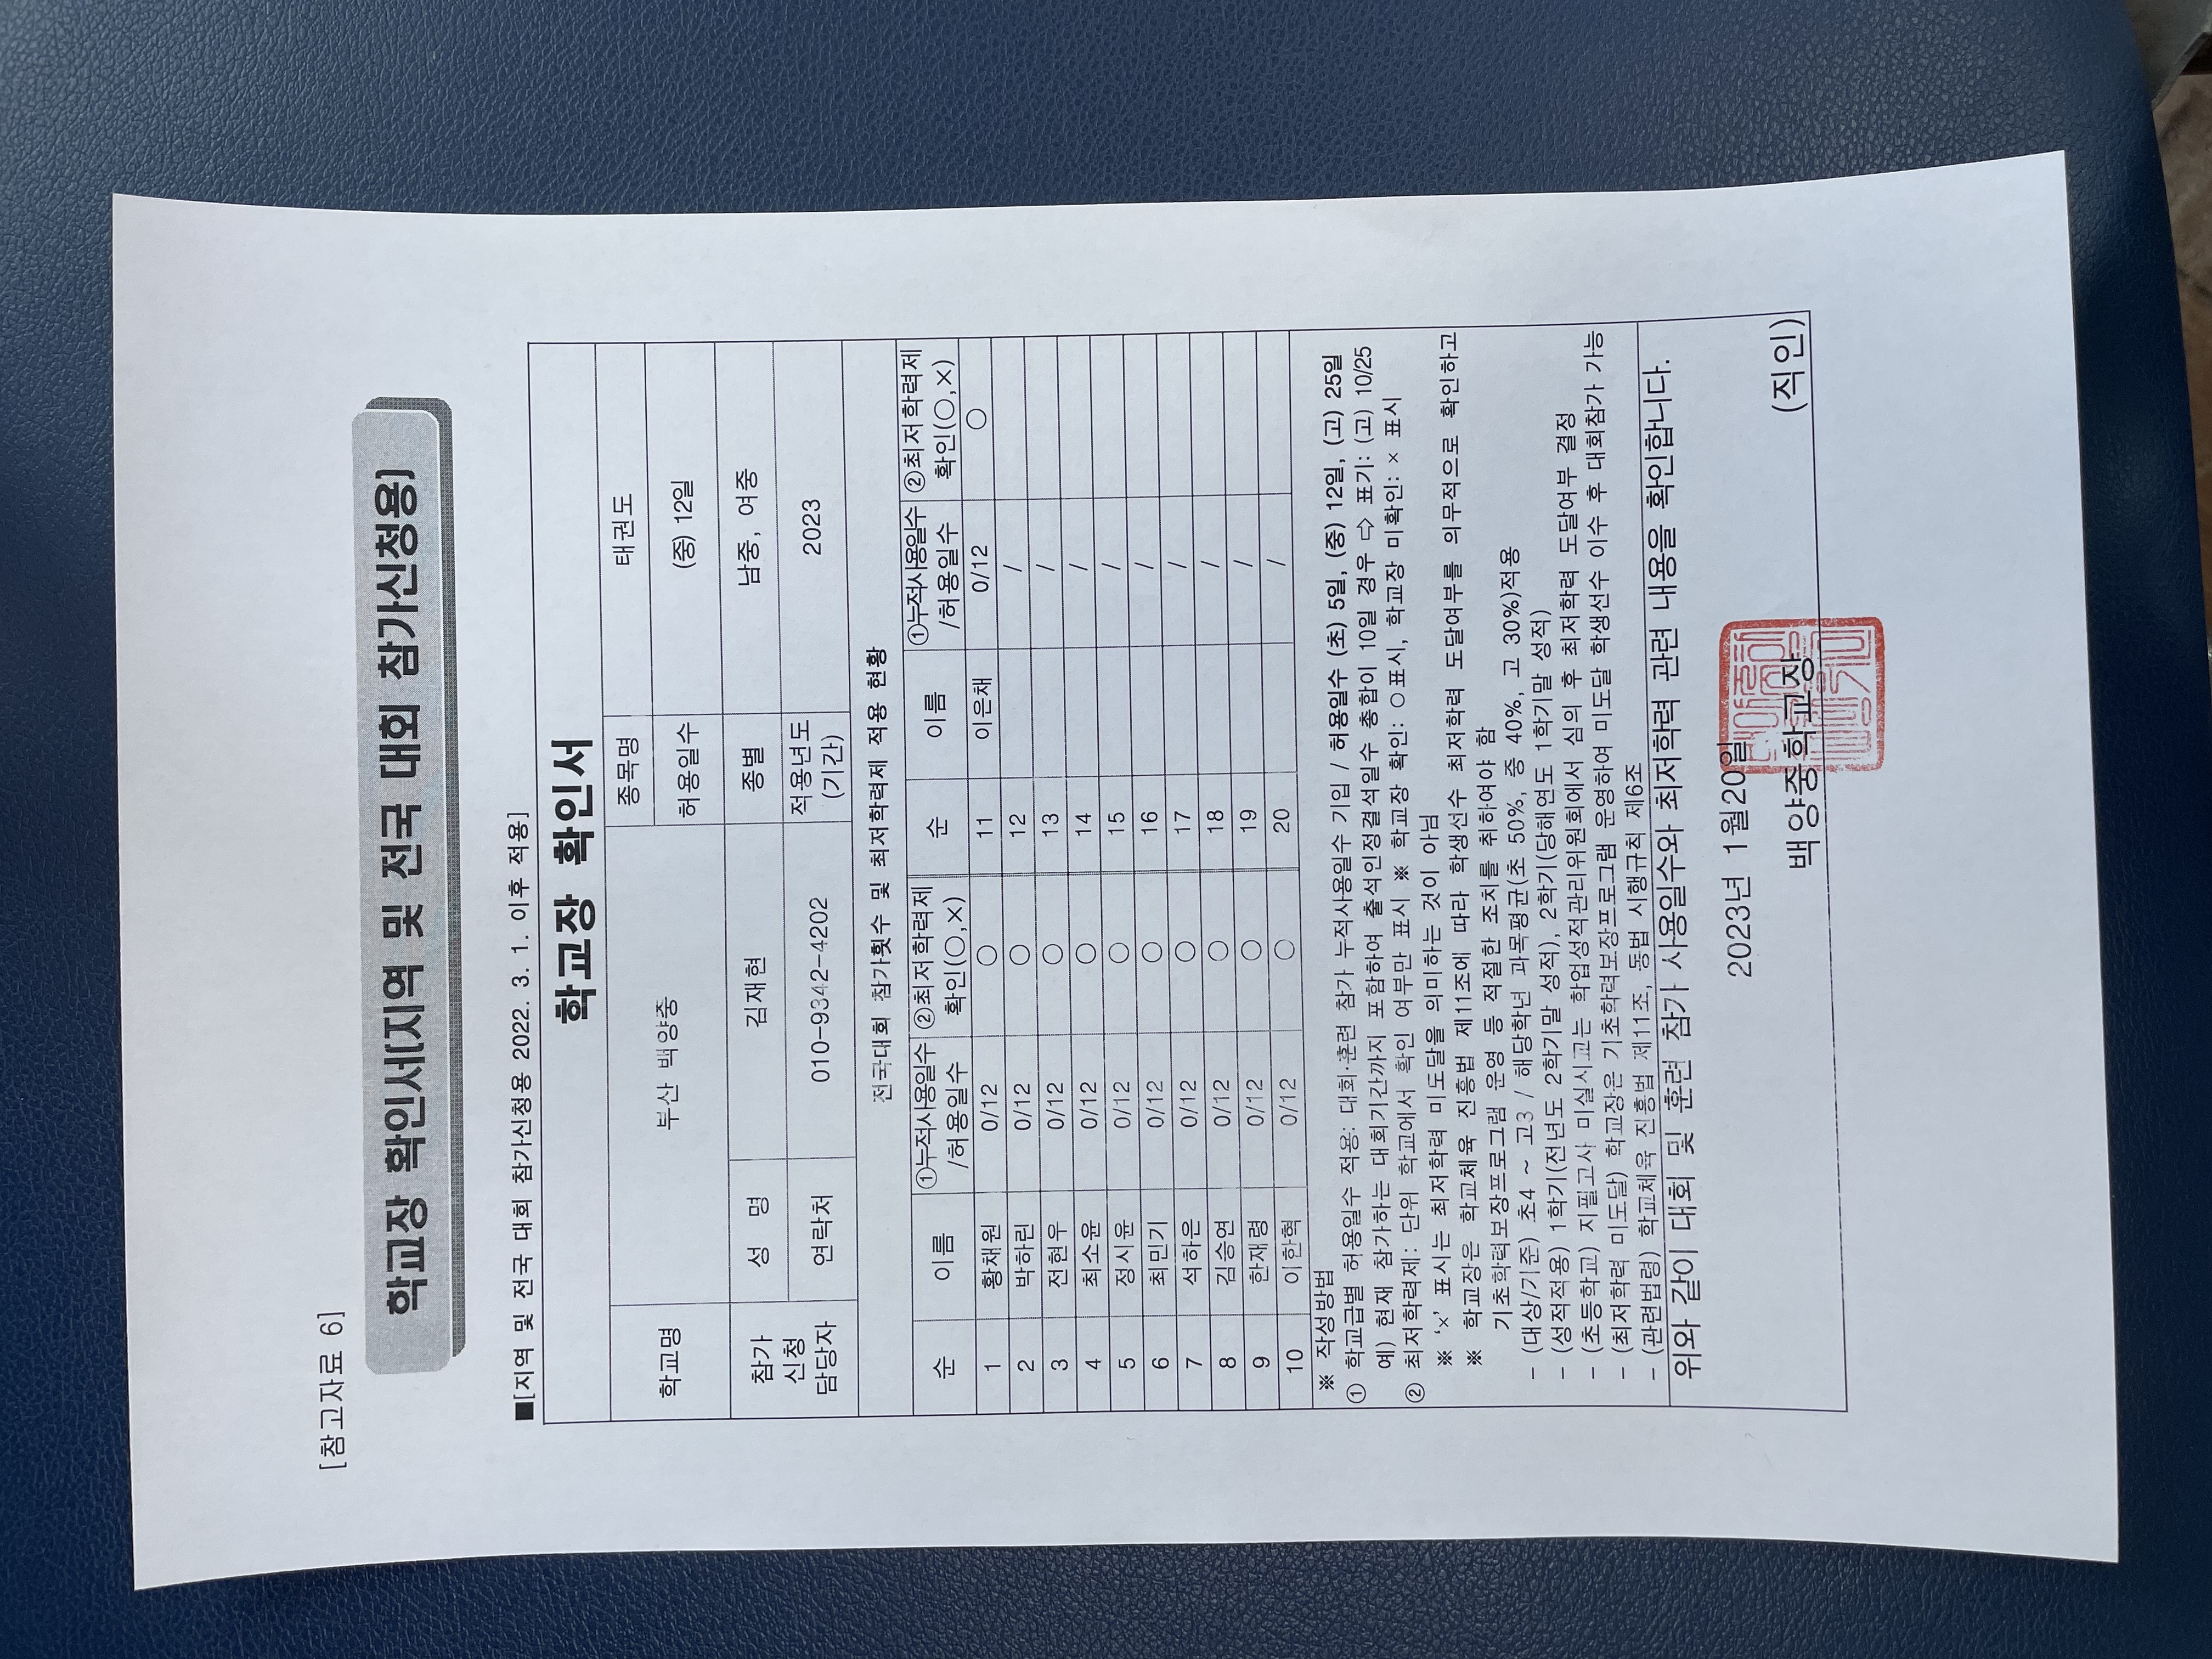 [참고자료 6]
학교장 확인서(지역 및 전국 대회 참가신청용)
■[지역 및 전국 대회 참가신청용 2022. 3. 1. 이후 적용]
학교장 확인서
학교명 부산 백양중 종목명 태권도
허용일수 (중) 12일
참가 신청 담당자 성 명 김재현 종별 남중, 여중
연락처 010-9342-4202 적용년도 (기간) 2023
전국대회 참가횟수 및 최저학력제 적용 현황
순 이름 ①누적사용일수 /허용일수 ②최저학력제 확인(○,×) 순 이름 ①누적사용일수 /허용일수 ②최저학력제 확인(○,×)
1 황채원 0/12 ○ 11 이은채 0/12 ○
2 박하린 0/12 ○ 12 /
3 전현우 0/12 ○ 13 /
4 최소윤 0/12 ○ 14 /
5 정시윤 0/12 ○ 15 /
6 최민기 0/12 ○ 16 /
7 석하은 0/12 ○ 17 /
8 김승연 0/12 ○ 18 /
9 한재령 0/12 ○ 19 /
10 이한혁 0/12 ○ 20 /
※ 작성방법
① 학교급별 허용일수 적용: 대회·훈련 참가 누적사용일수 기입 / 허용일수 (초) 5일, (중) 12일, (고) 25일
예) 현재 참가하는 대회기간까지 포함하여 출석인정결석일수 총합이 10일 경우 ⇨ 표기: (고) 10/25
② 최저학력제: 단위 학교에서 확인 여부만 표시 ※ 학교장 확인: ○표시, 학교장 미확인: × 표시
※ '×' 표시는 최저학력 미도달을 의미하는 것이 아님
※ 학교장은 학교체육 진흥법 제11조에 따라 학생선수 최저학력 도달여부를 의무적으로 확인하고
기초학력보장프로그램 운영 등 적절한 조치를 취하여야 함
- (대상/기준) 초4 ~ 고3 / 해당학년 과목평균(초 50%, 중 40%, 고 30%)적용
- (성적적용) 1학기(전년도 2학기말 성적), 2학기(당해연도 1학기말 성적)
- (초등학교) 지필고사 미실시교는 학업성적관리위원회에서 심의 후 최저학력 도달여부 결정
- (최저학력 미도달) 학교장은 기초학력보장프로그램 운영하여 미도달 학생선수 이수 후 대회참가 가능
- (관련법령) 학교체육 진흥법 제11조, 동법 시행규칙 제6조
위와 같이 대회 및 훈련 참가 사용일수와 최저학력 관련 내용을 확인합니다.
2023년 1월20일
백양중학교장 (직인)